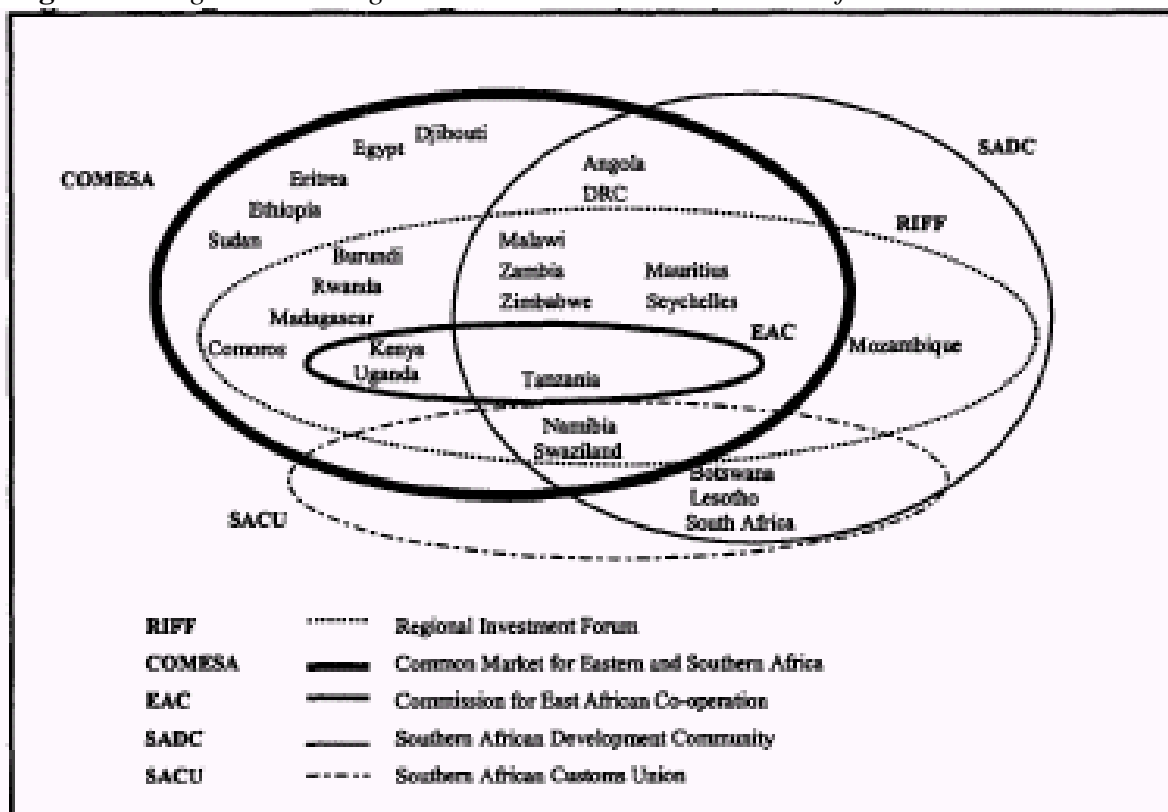 Djibouti
Egypt
SADC
Angola
COMESA
Eritrea
DRC
Ethiopia
RIFF
Sudan
Malawi
Burundi
Zambia Mauritius
Rwanda
Zimbabwe Seychelles
Madagascar
EAC
Comoros Kenya Mozambique
Uganda Tanzania
Namibia
Swaziland
Botswana
Lesotho
SACU South Africa
RIFF Regional Investment Forum
COMESA Common Market for Eastern and Southern Africa
EAC Commission for East African Co-operation
SADC Southern African Development Community
SACU Southern African Customs Union